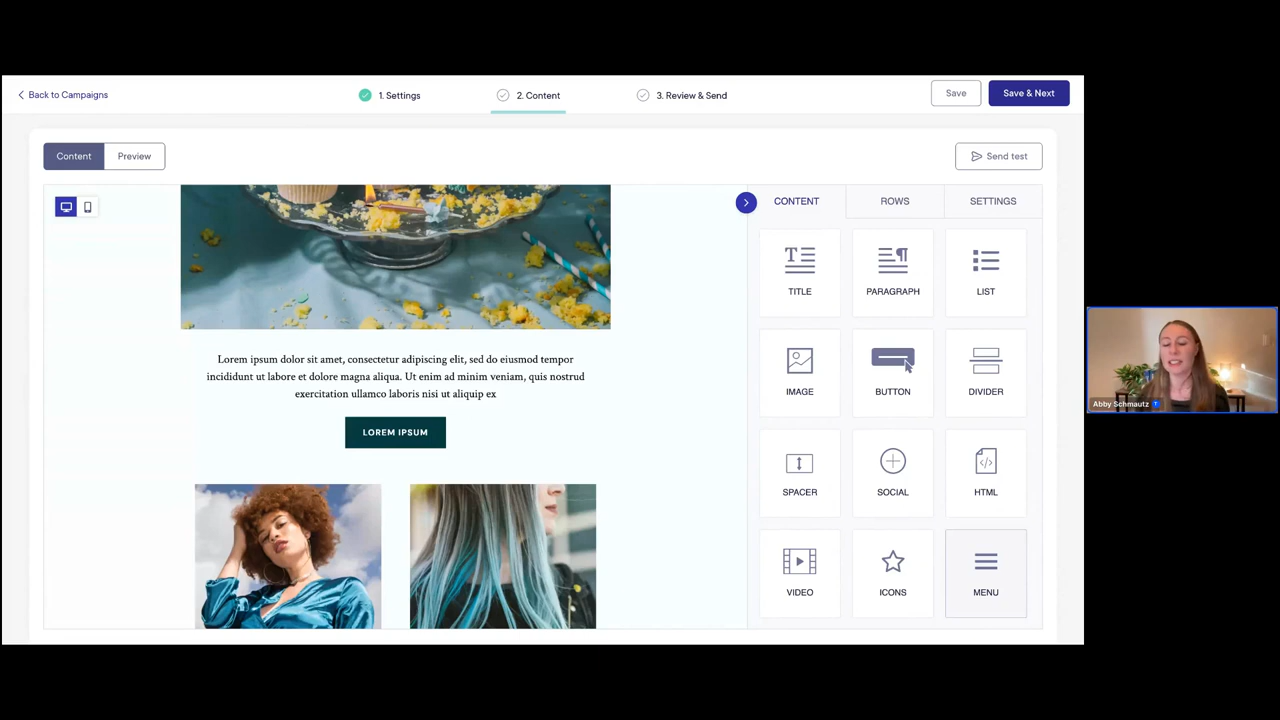 Back to Campaigns
1. Settings
2. Content
3. Review & Send
Save
Save & Next
Content
Preview
Send test
CONTENT
ROWS
SETTINGS
TITLE
PARAGRAPH
LIST
IMAGE
BUTTON
DIVIDER
SPACER
SOCIAL
HTML
VIDEO
ICONS
MENU
Lorem ipsum dolor sit amet, consectetur adipiscing elit, sed do eiusmod tempor
incididunt ut labore et dolore magna aliqua. Ut enim ad minim veniam, quis nostrud
exercitation ullamco laboris nisi ut aliquip ex
LOREM IPSUM
Abby Schmautz